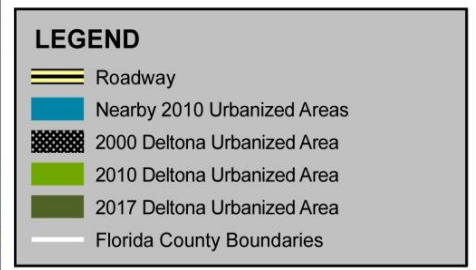 LEGEND
Roadway
Nearby 2010 Urbanized Areas
2000 Deltona Urbanized Area
2010 Deltona Urbanized Area
2017 Deltona Urbanized Area
Florida County Boundaries